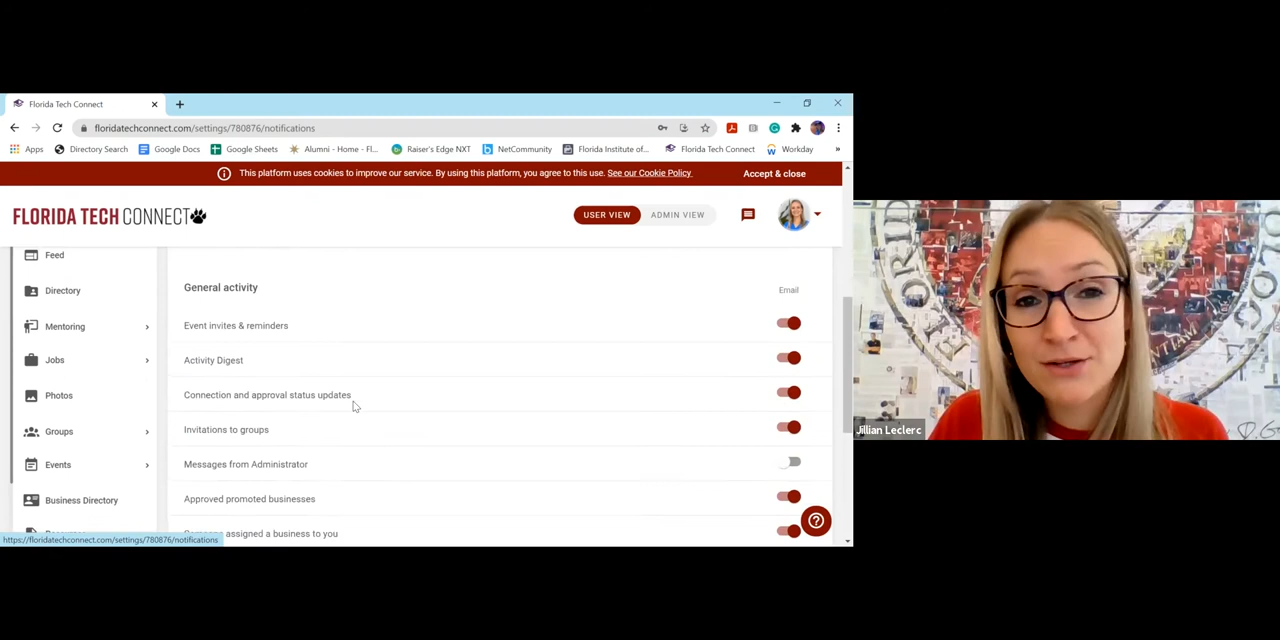 Florida Tech Connect
floridatechconnect.com/settings/780876/notifications
Apps Directory Search Google Docs Google Sheets Alumni - Home - Fl... Raiser's Edge NXT NetCommunity Florida Institute of... Florida Tech Connect Workday »
This platform uses cookies to improve our service. By using this platform, you agree to this use. See our Cookie Policy Accept & close
FLORIDA TECH CONNECT USER VIEW ADMIN VIEW
Feed
Directory
Mentoring
Jobs
Photos
Groups
Events
Business Directory
General activity Email
Event invites & reminders
Activity Digest
Connection and approval status updates
Invitations to groups
Messages from Administrator
Approved promoted businesses
assigned a business to you
https://floridatechconnect.com/settings/780876/notifications
Jillian Leclerc